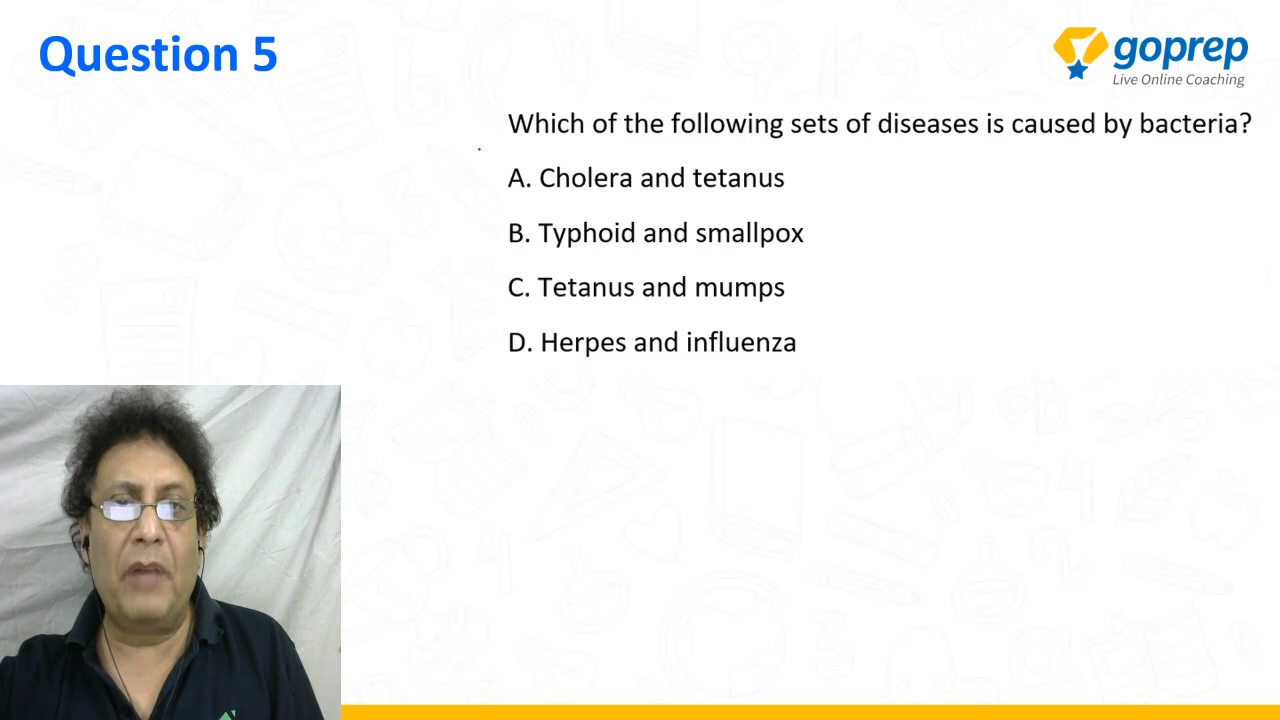 Question 5
goprep
Live Online Coaching
Which of the following sets of diseases is caused by bacteria?
A. Cholera and tetanus
B. Typhoid and smallpox
C. Tetanus and mumps
D. Herpes and influenza